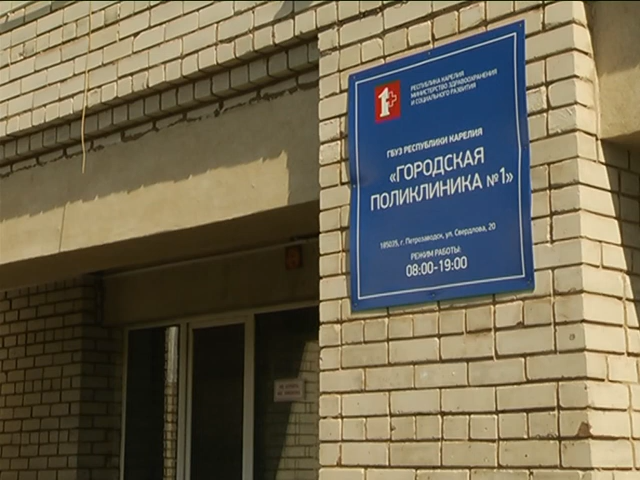 1
РЕСПУБЛИКА КАРЕЛИЯ
МИНИСТЕРСТВО ЗДРАВООХРАНЕНИЯ
И СОЦИАЛЬНОГО РАЗВИТИЯ
ГБУЗ РЕСПУБЛИКИ КАРЕЛИЯ
«ГОРОДСКАЯ
ПОЛИКЛИНИКА №1»
185035, г. Петрозаводск, ул. Свердлова, 20
РЕЖИМ РАБОТЫ:
08:00-19:00